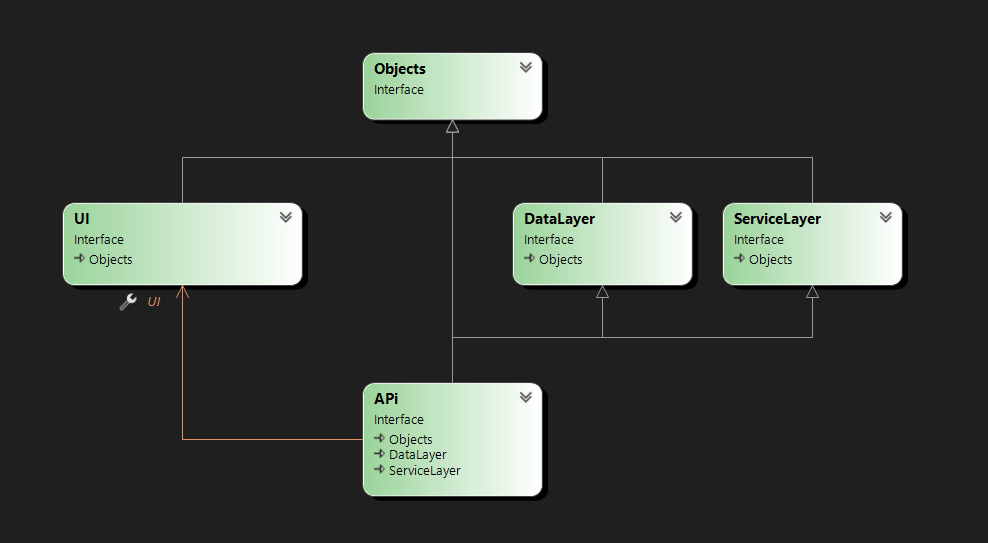 Objects
Interface
UI
Interface
Objects
DataLayer
Interface
Objects
ServiceLayer
Interface
Objects
UI
APi
Interface
Objects
DataLayer
ServiceLayer